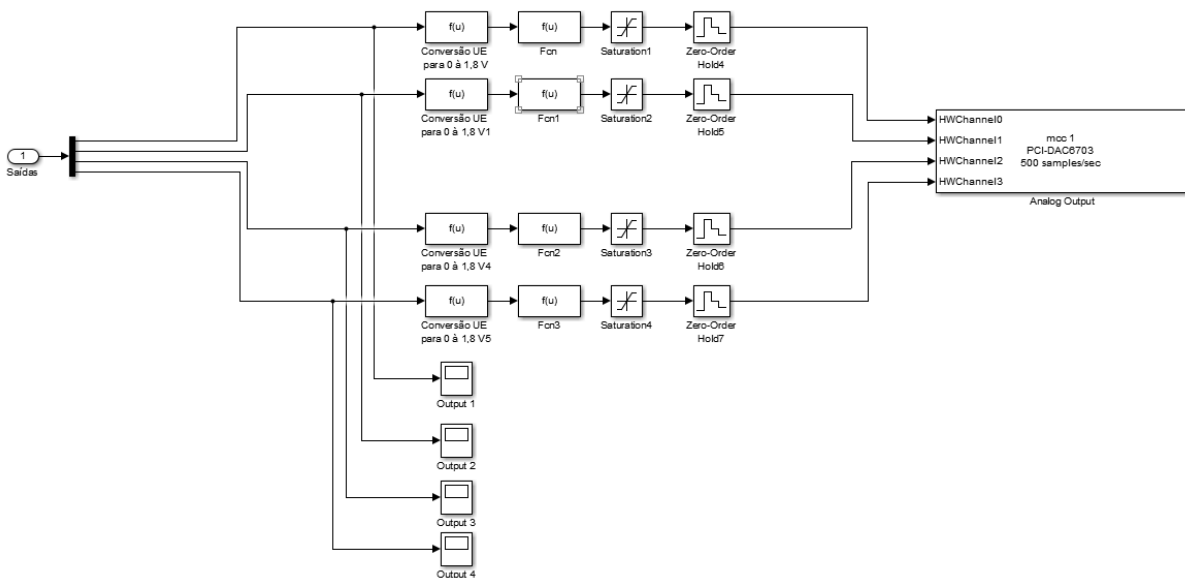 f(u)
f(u)
Conversão UE
para 0 à 1,8 V
Fcn
Saturation1
Zero-Order
Hold4
f(u)
f(u)
Conversão UE
para 0 à 1,8 V1
Fcn1
Saturation2
Zero-Order
Hold5
1
Saídas
HWChannel0
HWChannel1
HWChannel2
HWChannel3
mcc 1
PCI-DAC6703
500 samples/sec
Analog Output
f(u)
f(u)
Conversão UE
para 0 à 1,8 V4
Fcn2
Saturation3
Zero-Order
Hold6
f(u)
f(u)
Conversão UE
para 0 à 1,8 V5
Fcn3
Saturation4
Zero-Order
Hold7
Output 1
Output 2
Output 3
Output 4